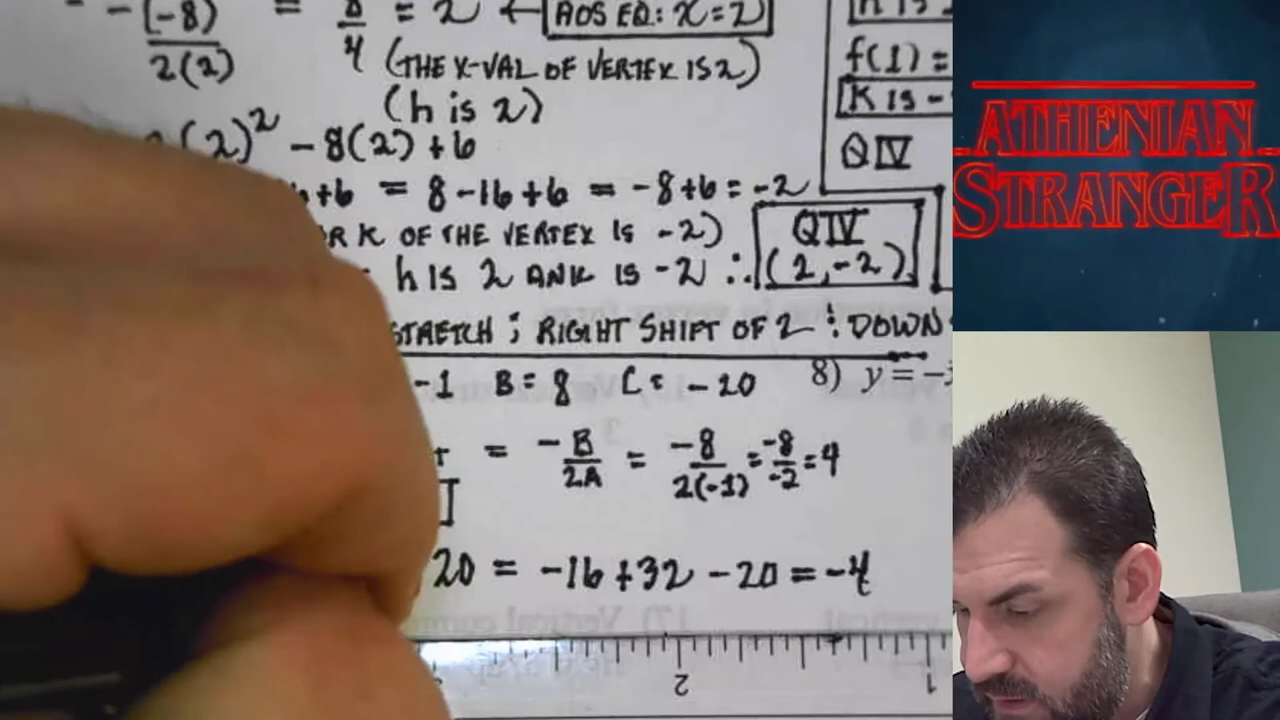 -(-8) = 8 = 2 ← AOS EQ: x=2
2(2) 4 (THE X-VAL OF VERTEX IS 2)
(h is 2)
(2)² - 8(2) + 6
+6 = 8 - 16 + 6 = -8 + 6 = -2
R K OF THE VERTEX IS -2)
h IS 2 ANK IS -2 ∴ (2, -2)
QIV
STRETCH ; RIGHT SHIFT OF 2 ; DOWN
f(1) =
K is -
QIV
-1 B = 8 C = -20
8) y = -
= -B/2A = -8/2(-1) = -8/-2 = 4
20 = -16 + 32 - 20 = -4
2 1
ATHENIAN
STRANGER